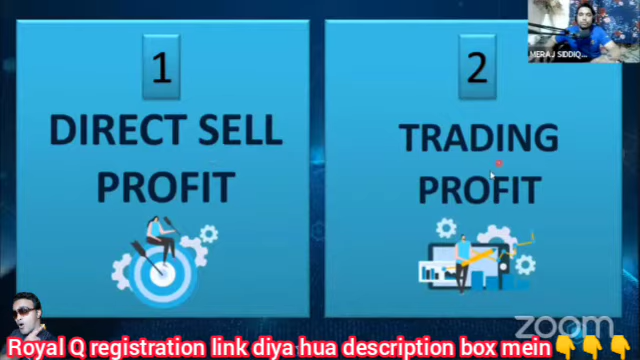 MERAJ SIDDIQ...
1
DIRECT SELL
PROFIT
2
TRADING
PROFIT
zoom
Royal Q registration link diya hua description box mein👇👇👇